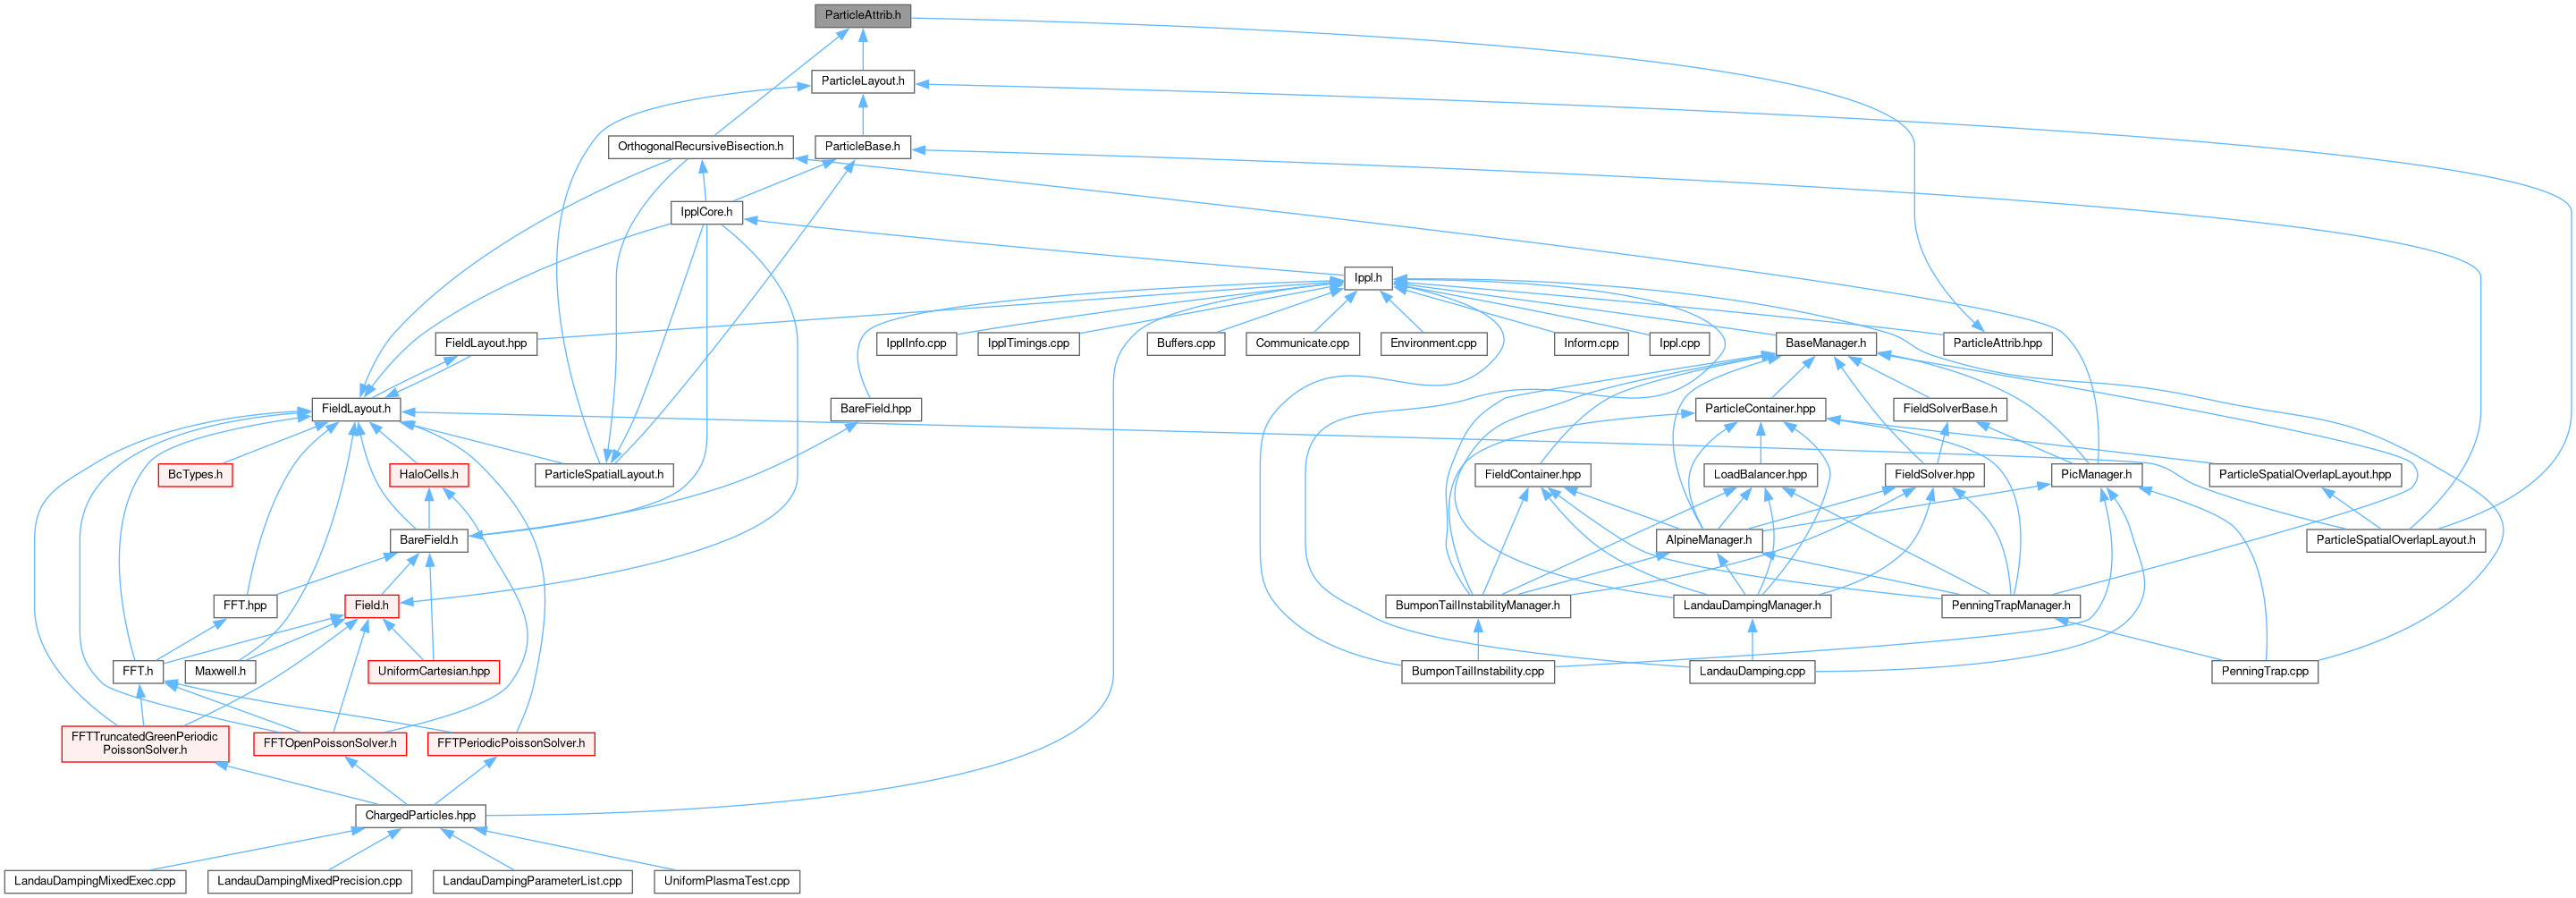 ParticleAttrib.h
ParticleLayout.h
OrthogonalRecursiveBisection.h
ParticleBase.h
IpplCore.h
Ippl.h
FieldLayout.hpp
IpplInfo.cpp
IpplTimings.cpp
Buffers.cpp
Communicate.cpp
Environment.cpp
Inform.cpp
Ippl.cpp
BaseManager.h
ParticleAttrib.hpp
FieldLayout.h
BareField.hpp
ParticleContainer.hpp
FieldSolverBase.h
BcTypes.h
HaloCells.h
ParticleSpatialLayout.h
FieldContainer.hpp
LoadBalancer.hpp
FieldSolver.hpp
PicManager.h
ParticleSpatialOverlapLayout.hpp
BareField.h
AlpineManager.h
ParticleSpatialOverlapLayout.h
FFT.hpp
Field.h
BumponTailInstabilityManager.h
LandauDampingManager.h
PenningTrapManager.h
FFT.h
Maxwell.h
UniformCartesian.hpp
BumponTailInstability.cpp
LandauDamping.cpp
PenningTrap.cpp
FFTTruncatedGreenPeriodic
PoissonSolver.h
FFTOpenPoissonSolver.h
FFTPeriodicPoissonSolver.h
ChargedParticles.hpp
LandauDampingMixedExec.cpp
LandauDampingMixedPrecision.cpp
LandauDampingParameterList.cpp
UniformPlasmaTest.cpp